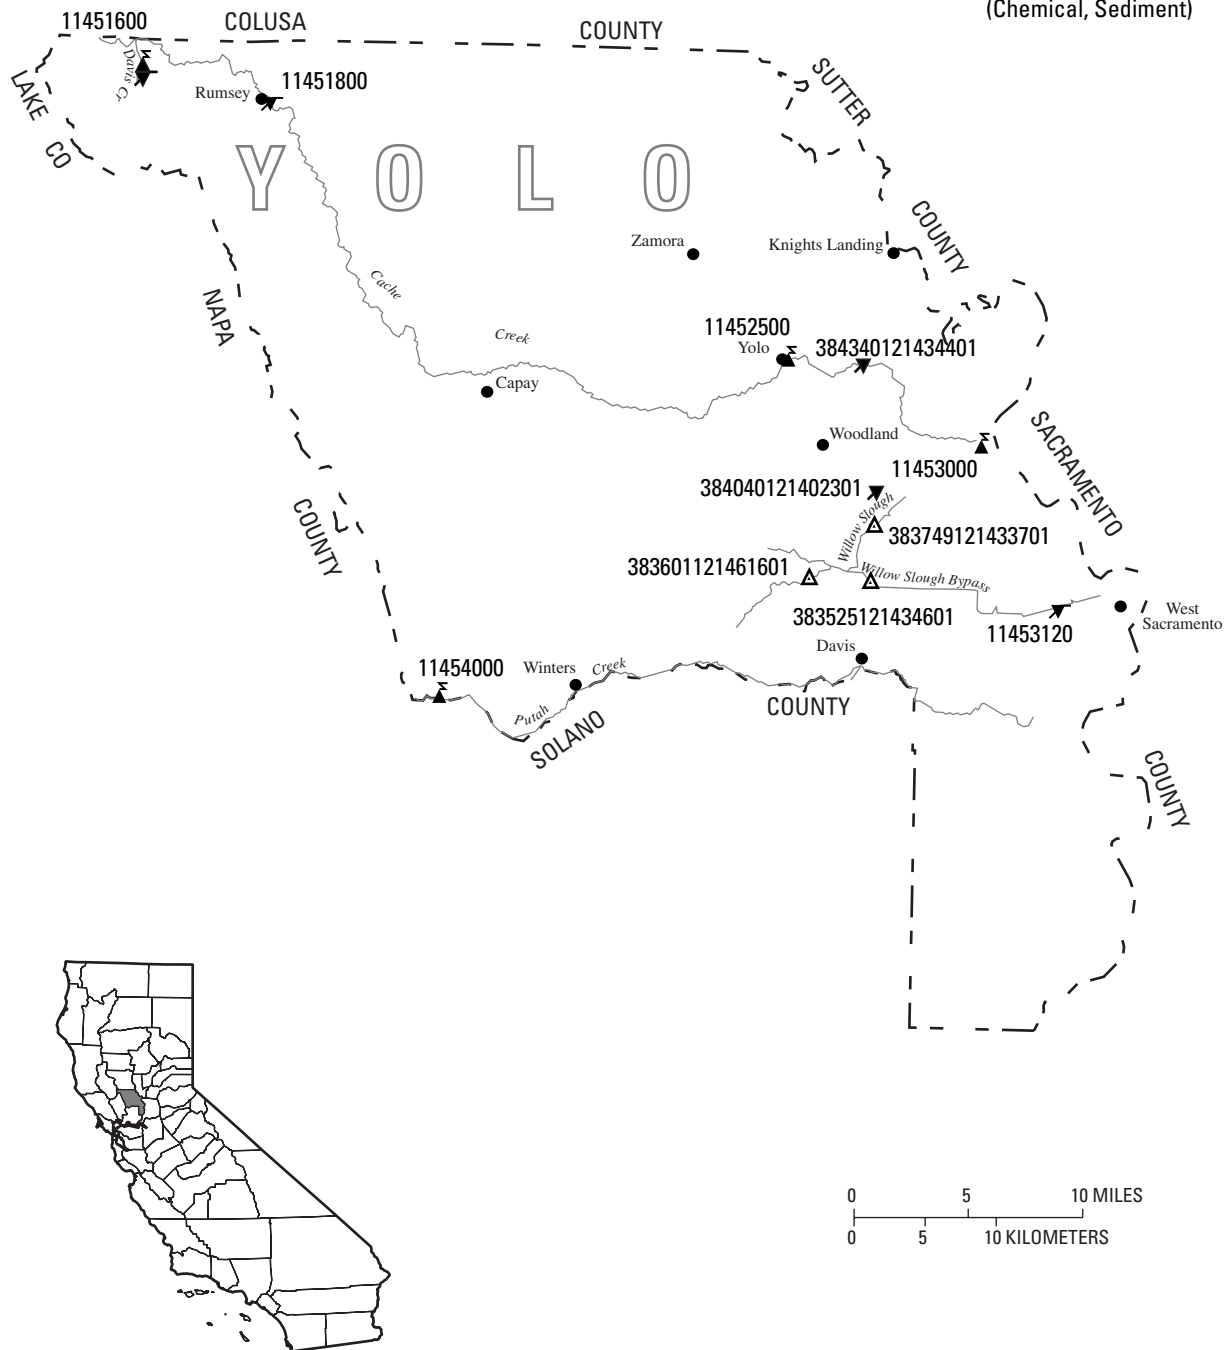 (Chemical, Sediment)
11451600
COLUSA
COUNTY
LAKE CO
Davis Cr
Rumsey
11451800
SUTTER
COUNTY
YOLO
Zamora
Knights Landing
NAPA
COUNTY
Cache
Creek
11452500
Yolo
384340121434401
Capay
Woodland
11453000
SACRAMENTO
COUNTY
384040121402301
Willow Slough
383749121433701
383601121461601
Willow Slough Bypass
383525121434601
11453120
West
Sacramento
Davis
11454000
Winters
Creek
Putah
SOLANO
COUNTY
0 5 10 MILES
0 5 10 KILOMETERS